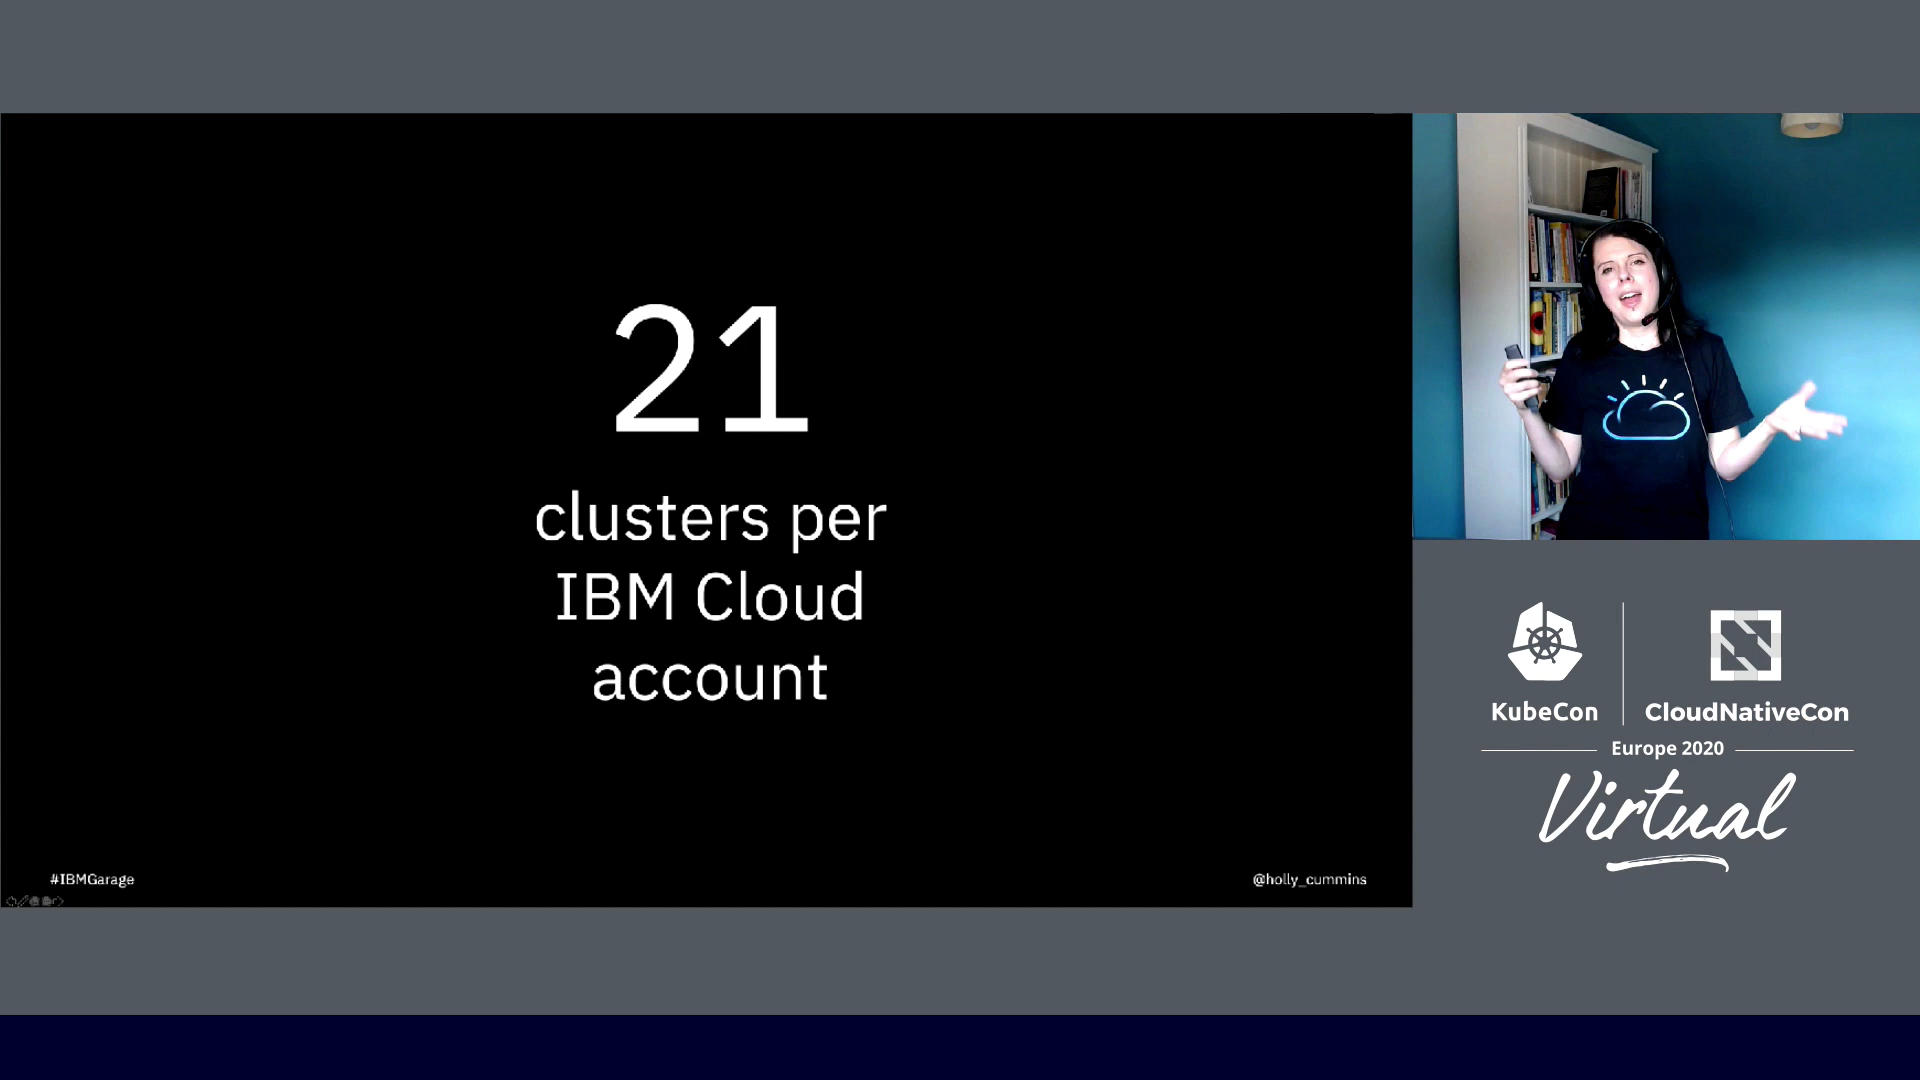 21
clusters per
IBM Cloud
account
#IBMGarage
@holly_cummins
KubeCon
CloudNativeCon
Europe 2020
Virtual